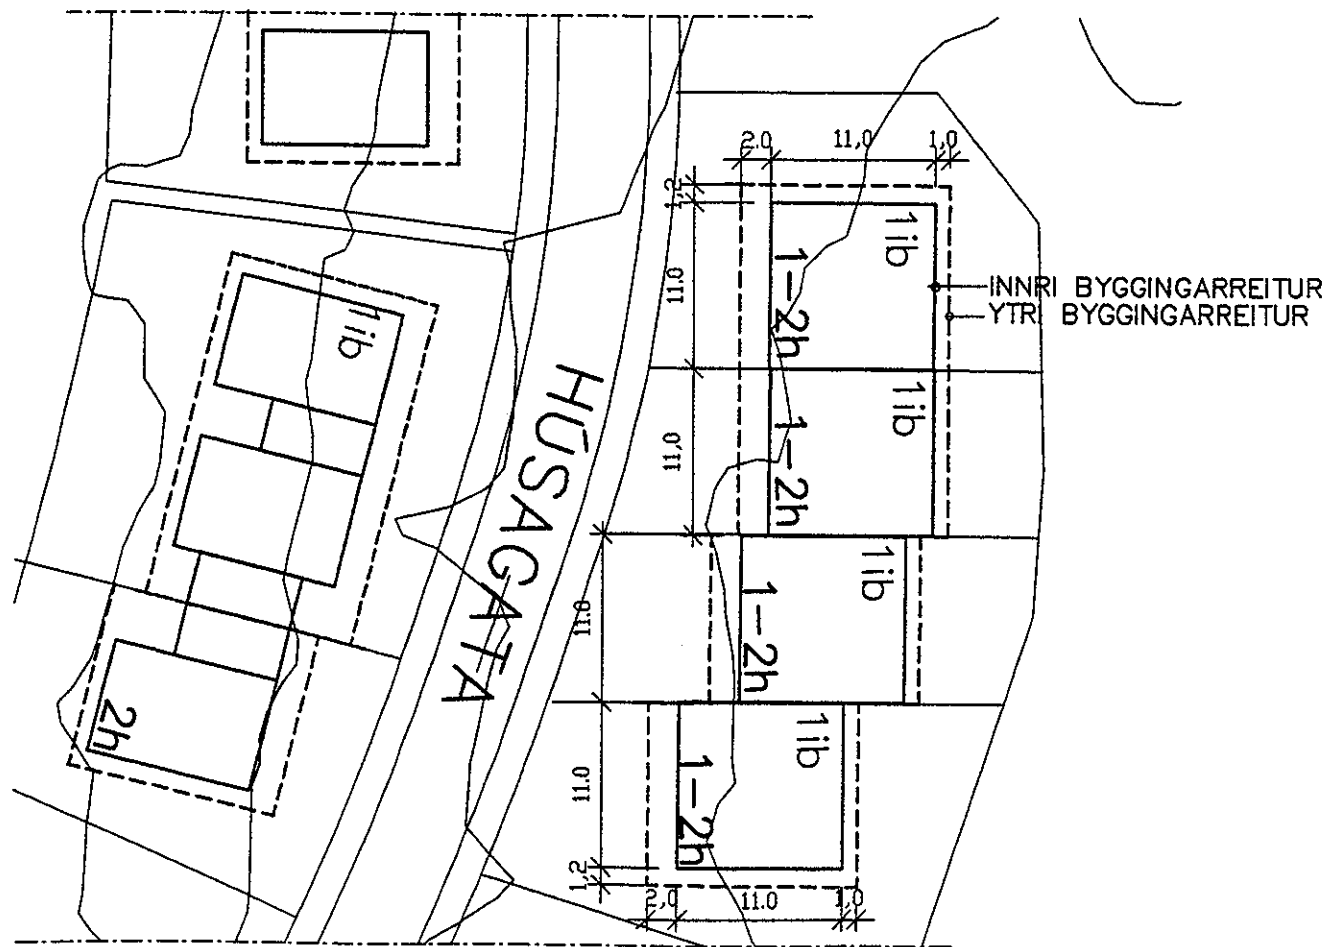 2.0
11,0
1,0
1,2
11.0
1ib
1-2h
INNRI BYGGINGARREITUR
YTRI BYGGINGARREITUR
1ib
HÚSAGATA
11,0
1ib
1-2h
11.0
1ib
1-2h
2h
11.0
1ib
1-2h
1,2
2,0
11.0
1,0